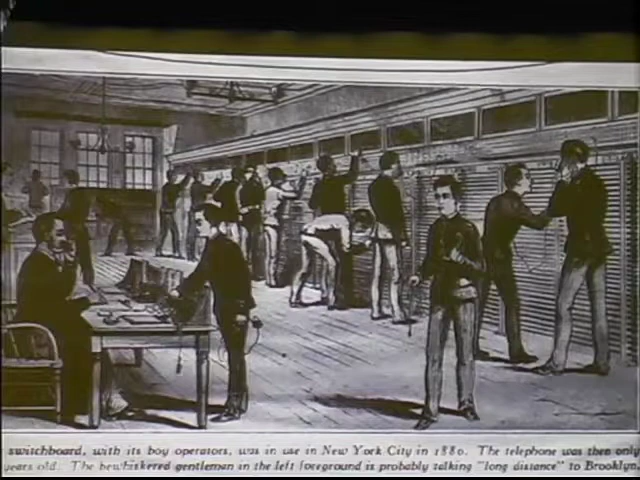 switchboard, with its boy operators, was in use in New York City in 1880. The telephone was then only
years old. The bewhiskered gentleman in the left foreground is probably talking "long distance" to Brooklyn.